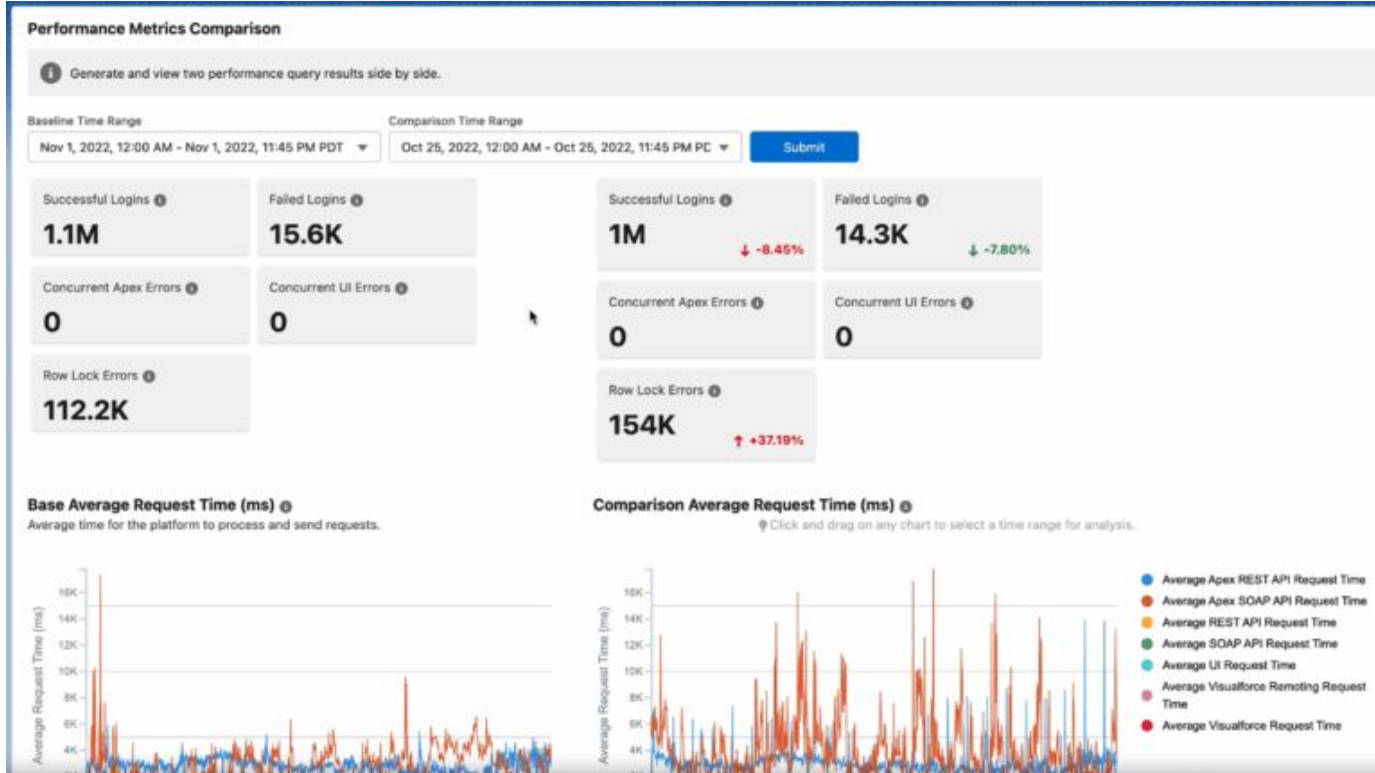 Performance Metrics Comparison
Generate and view two performance query results side by side.
Baseline Time Range
Comparison Time Range
Nov 1, 2022, 12:00 AM - Nov 1, 2022, 11:45 PM PDT
Oct 25, 2022, 12:00 AM - Oct 25, 2022, 11:45 PM PD
Submit
Successful Logins
1.1M
Failed Logins
15.6K
Concurrent Apex Errors
0
Concurrent UI Errors
0
Row Lock Errors
112.2K
Successful Logins
1M
-8.45%
Failed Logins
14.3K
-7.80%
Concurrent Apex Errors
0
Concurrent UI Errors
0
Row Lock Errors
154K
+37.19%
Base Average Request Time (ms)
Average time for the platform to process and send requests.
Average Request Time (ms)
16K
14K
12K
10K
8K
6K
4K
Comparison Average Request Time (ms)
Click and drag on any chart to select a time range for analysis.
Average Request Time (ms)
16K
14K
12K
10K
8K
6K
4K
Average Apex REST API Request Time
Average Apex SOAP API Request Time
Average REST API Request Time
Average SOAP API Request Time
Average UI Request Time
Average Visualforce Remoting Request
Time
Average Visualforce Request Time